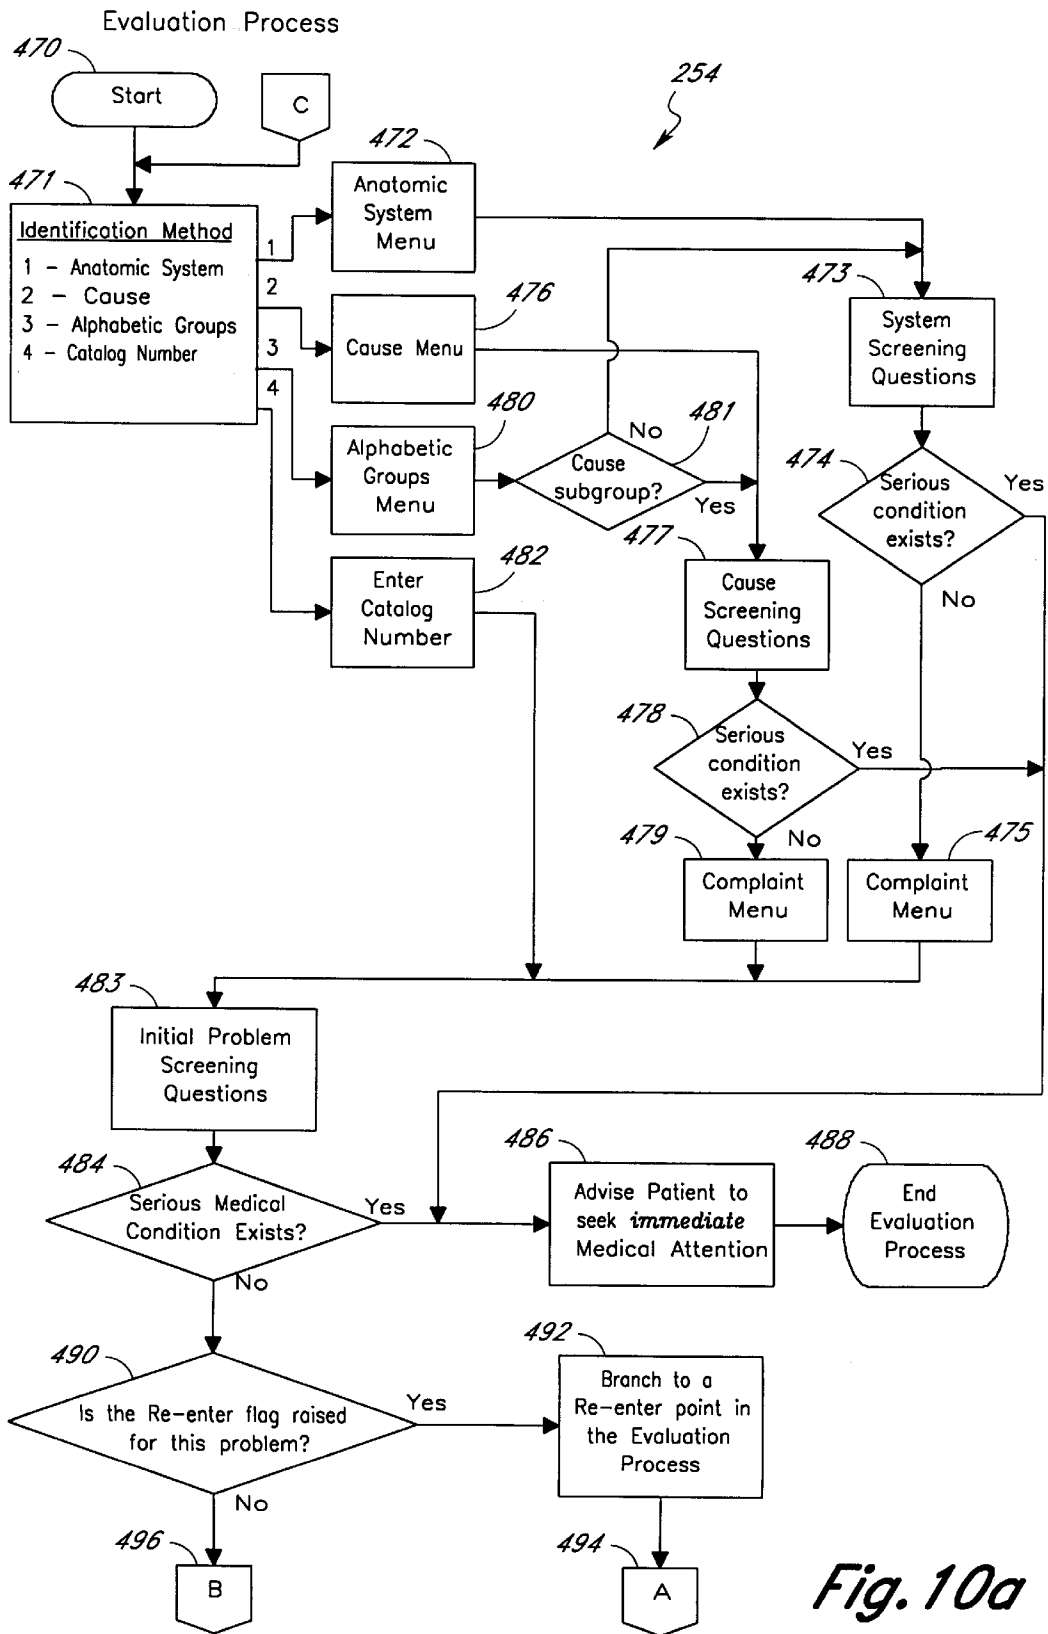 Evaluation Process
470
Start
C
254
472
Anatomic
System
Menu
471
Identification Method
1 - Anatomic System
2 - Cause
3 - Alphabetic Groups
4 - Catalog Number
1
2
3
4
476
Cause Menu
473
System
Screening
Questions
480
Alphabetic
Groups
Menu
481
Cause
subgroup?
No
Yes
474
Serious
condition
exists?
Yes
No
482
Enter
Catalog
Number
477
Cause
Screening
Questions
478
Serious
condition
exists?
Yes
No
479
Complaint
Menu
475
Complaint
Menu
483
Initial Problem
Screening
Questions
484
Serious Medical
Condition Exists?
Yes
No
486
Advise Patient to
seek immediate
Medical Attention
488
End
Evaluation
Process
490
Is the Re-enter flag raised
for this problem?
Yes
No
492
Branch to a
Re-enter point in
the Evaluation
Process
496
B
494
A
Fig. 10a